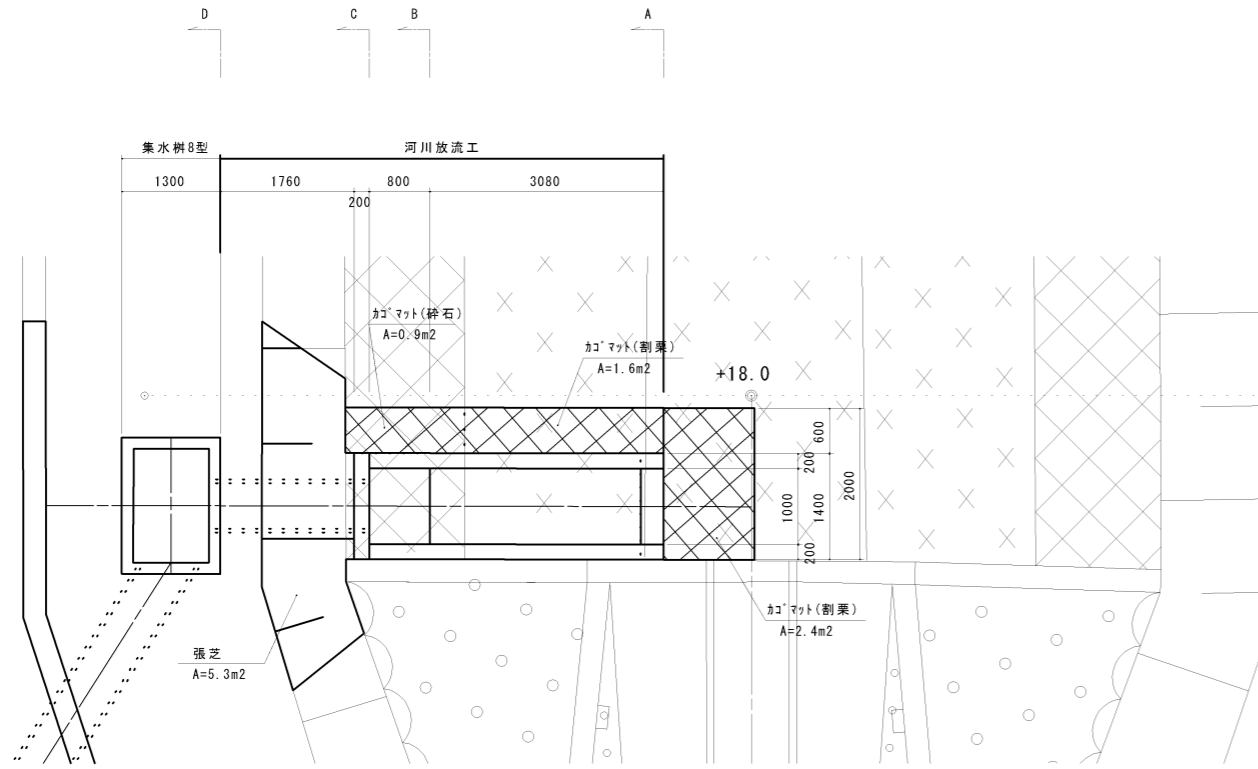 D
C
B
A
集水桝8型
河川放流工
1300
1760
200
800
3080
ｶｺﾞﾏｯﾄ(砕石)
A=0.9m2
ｶｺﾞﾏｯﾄ(割栗)
A=1.6m2
+18.0
600
200
1000
1400
2000
200
ｶｺﾞﾏｯﾄ(割栗)
A=2.4m2
張芝
A=5.3m2